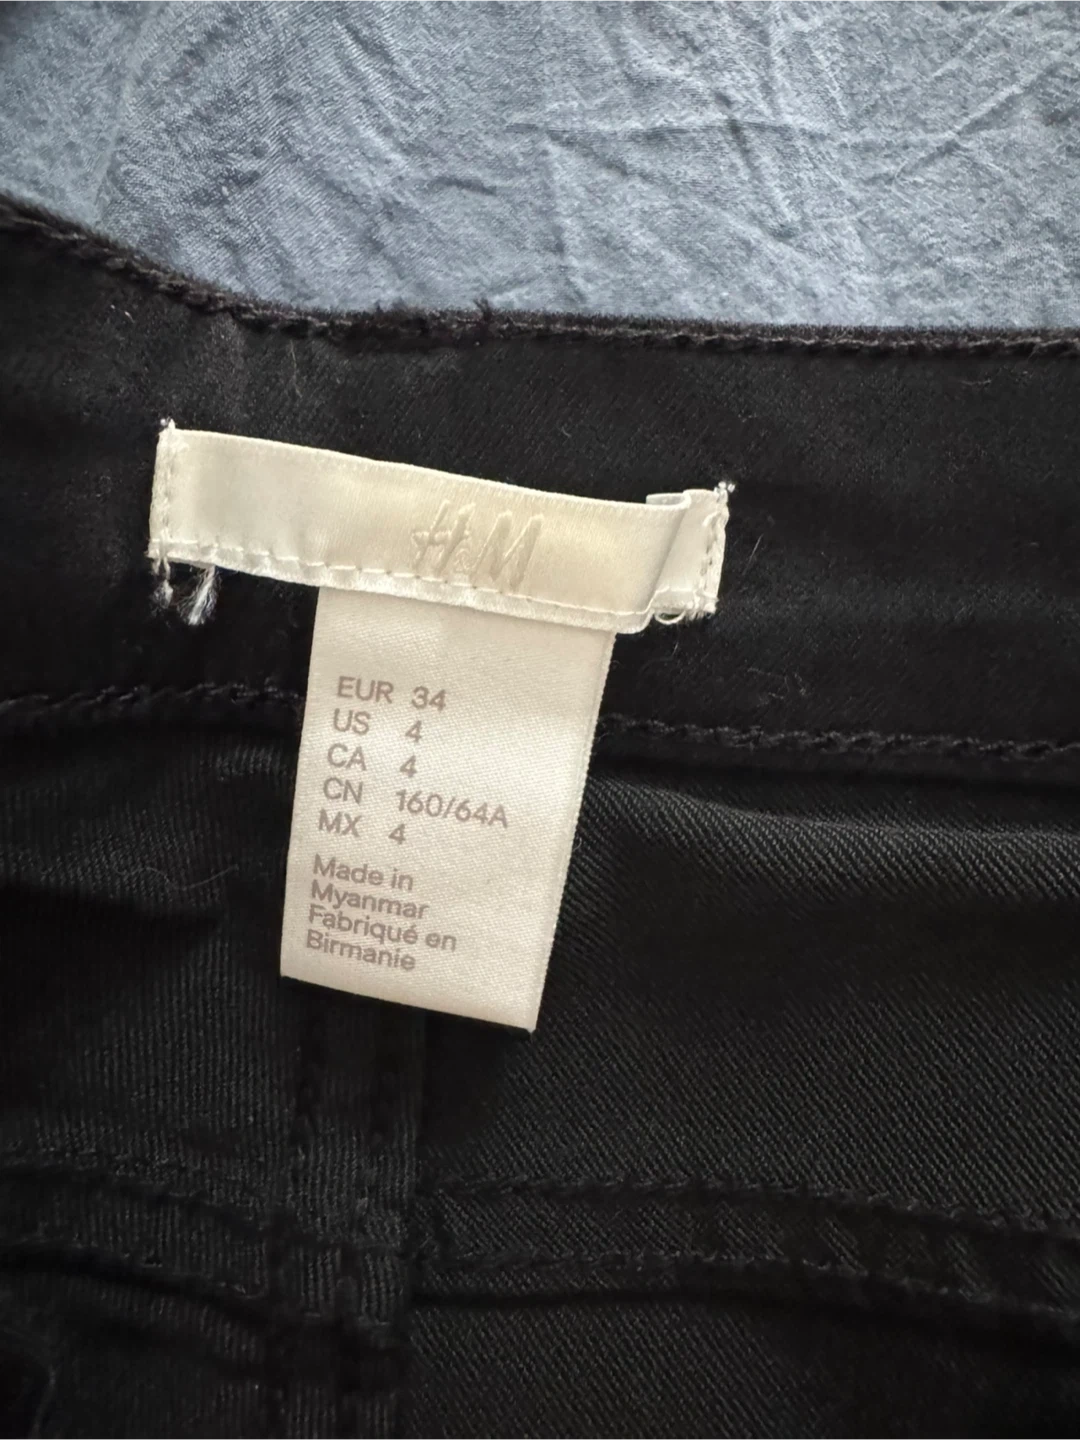 H&M
EUR 34
US 4
CA 4
CN 160/64A
MX 4
Made in
Myanmar
Fabriqué en
Birmanie